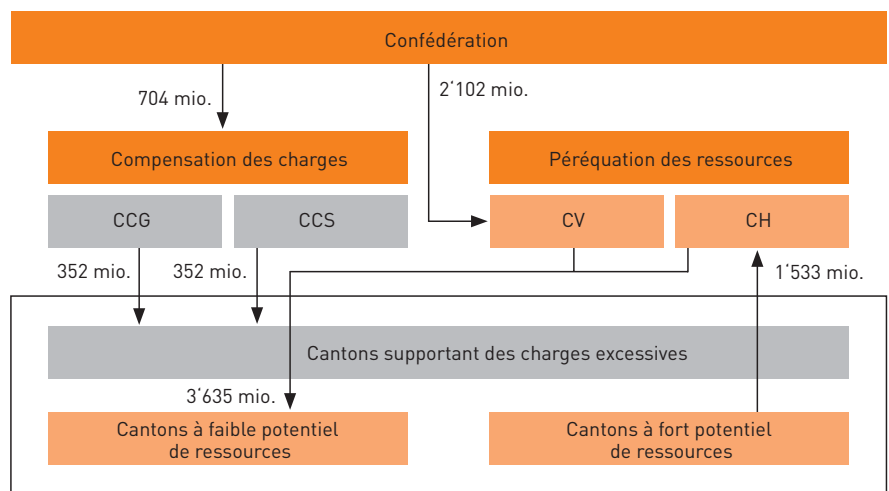 Confédération
704 mio.
2'102 mio.
Compensation des charges
Péréquation des ressources
CCG
CCS
CV
CH
352 mio.
352 mio.
1'533 mio.
Cantons supportant des charges excessives
3'635 mio.
Cantons à faible potentiel
de ressources
Cantons à fort potentiel
de ressources